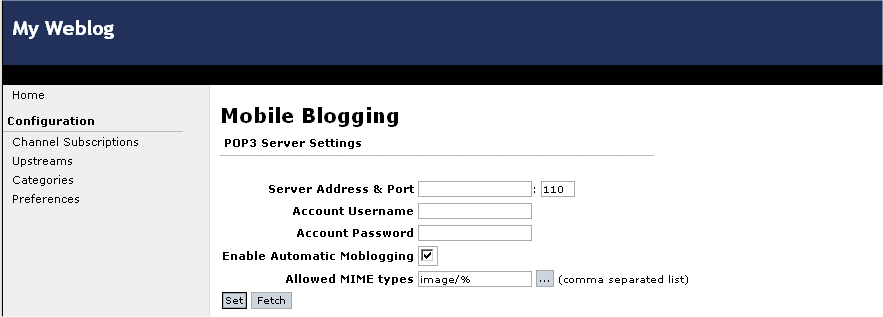 My Weblog
Home
Configuration
Channel Subscriptions
Upstreams
Categories
Preferences
Mobile Blogging
POP3 Server Settings
Server Address & Port : 110
Account Username
Account Password
Enable Automatic Moblogging
Allowed MIME types image/% ... (comma separated list)
Set Fetch